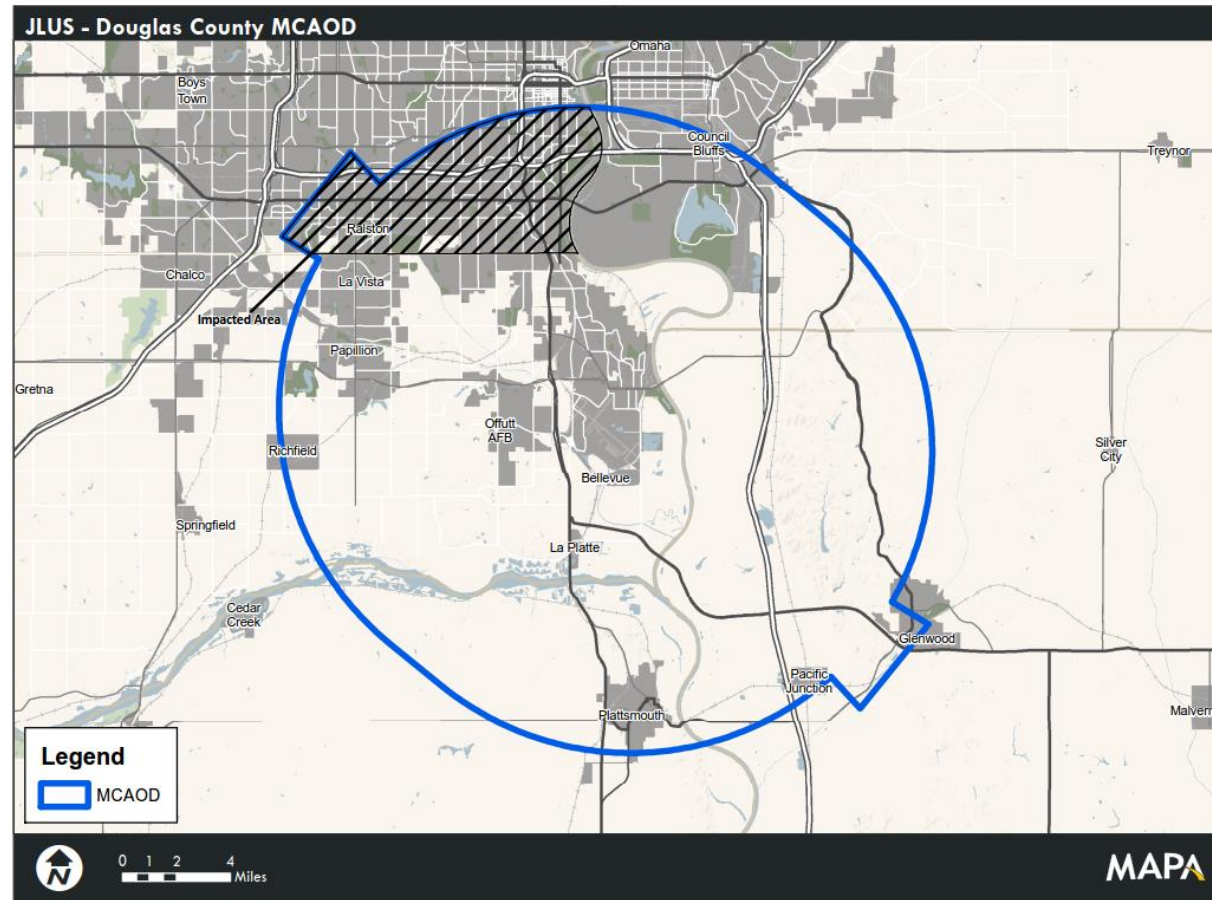 JLUS - Douglas County MCAOD
Omaha
Boys
Town
Council
Bluffs
Treynor
Ralston
Chalco
La Vista
Impacted Area
Papillion
Gretna
Offutt
AFB
Richfield
Silver
City
Bellevue
Springfield
La Platte
Cedar
Creek
Glenwood
Pacific
Junction
Plattsmouth
Malvern
Legend
MCAOD
N
0 1 2 4
Miles
MAPA